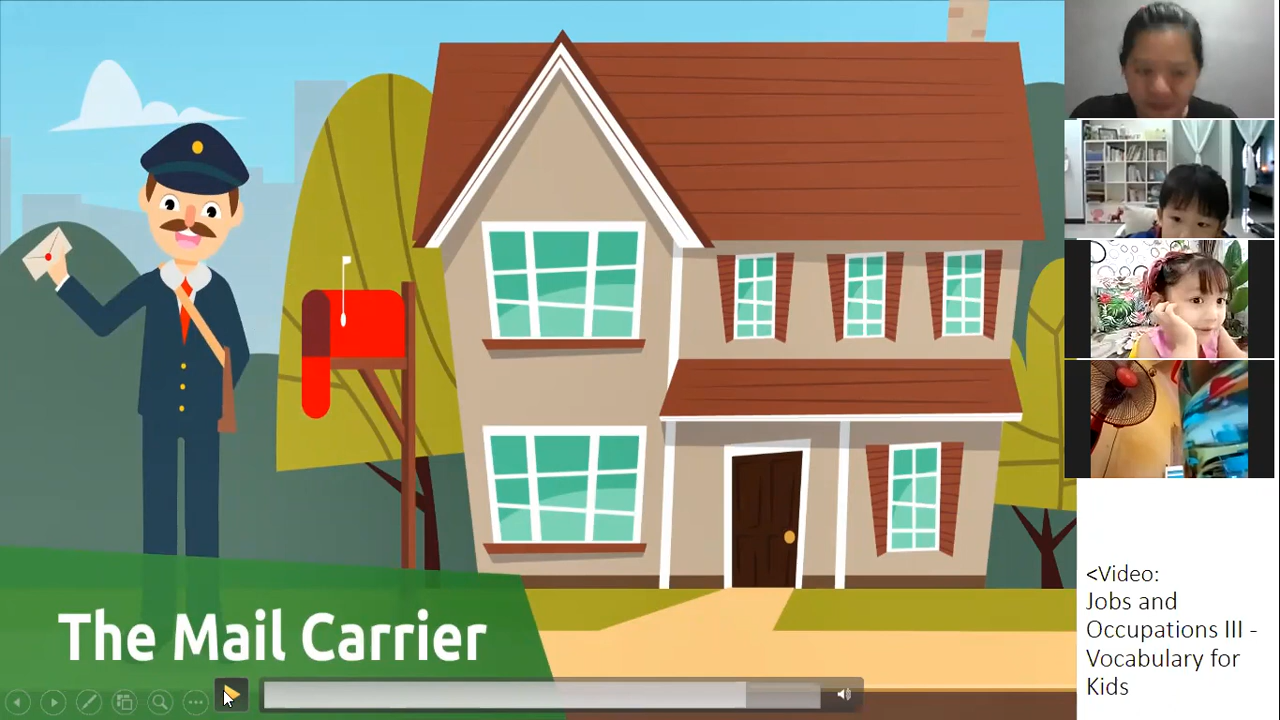 The Mail Carrier
<Video:
Jobs and
Occupations III -
Vocabulary for
Kids